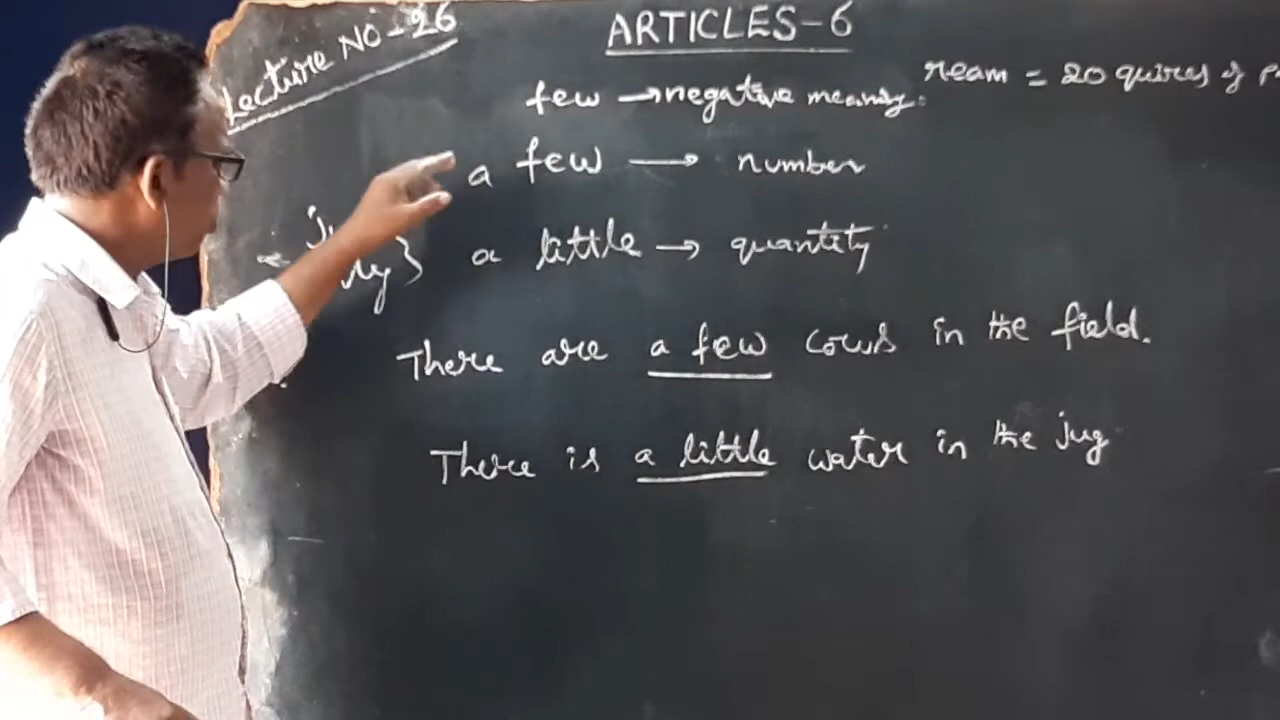 Lecture NO-26
ARTICLES-6
ream = 20 quires of
few → negative meaning.
a few → number
a little → quantity
There are a few cows in the field.
There is a little water in the jug